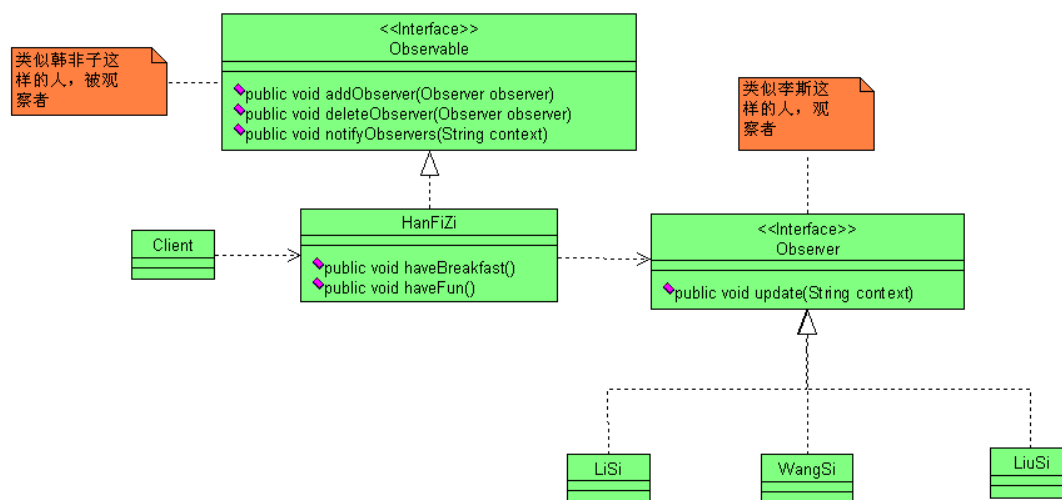 <<Interface>>
Observable
public void addObserver(Observer observer)
public void deleteObserver(Observer observer)
public void notifyObservers(String context)
类似韩非子这
样的人，被观
察者
类似李斯这
样的人，观
察者
Client
HanFiZi
public void haveBreakfast()
public void haveFun()
<<Interface>>
Observer
public void update(String context)
LiSi
WangSi
LiuSi